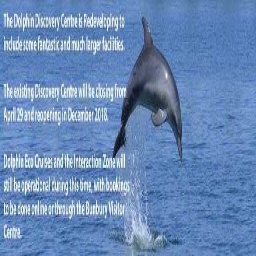 The Dolphin Discovery Centre is Redeveloping to
include some fantastic and much larger facilities.
The existing Discovery Centre will be closing from
April 29 and reopening in December 2018.
Dolphin Eco Cruises and the Interaction Zone will
still be operational during this time, with bookings
to be done online or through the Bunbury Visitor
Centre.